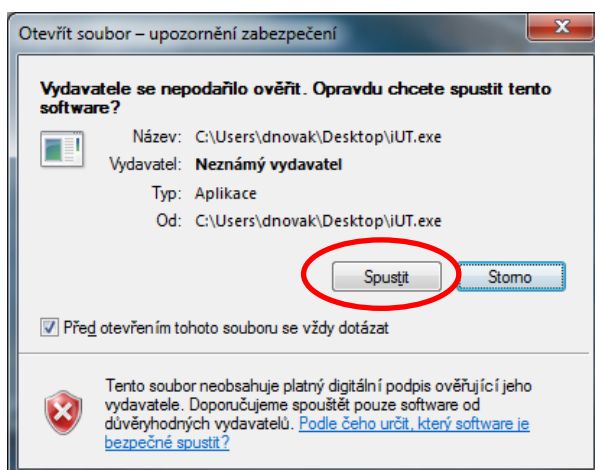 Otevřít soubor – upozornění zabezpečení
Vydavatele se nepodařilo ověřit. Opravdu chcete spustit tento
software?
Název: C:\Users\dnovak\Desktop\iUT.exe
Vydavatel: Neznámý vydavatel
Typ: Aplikace
Od: C:\Users\dnovak\Desktop\iUT.exe
Spustit Storno
Před otevřením tohoto souboru se vždy dotázat
Tento soubor neobsahuje platný digitální podpis ověřující jeho
vydavatele. Doporučujeme spouštět pouze software od
důvěryhodných vydavatelů. Podle čeho určit, který software je
bezpečné spustit?